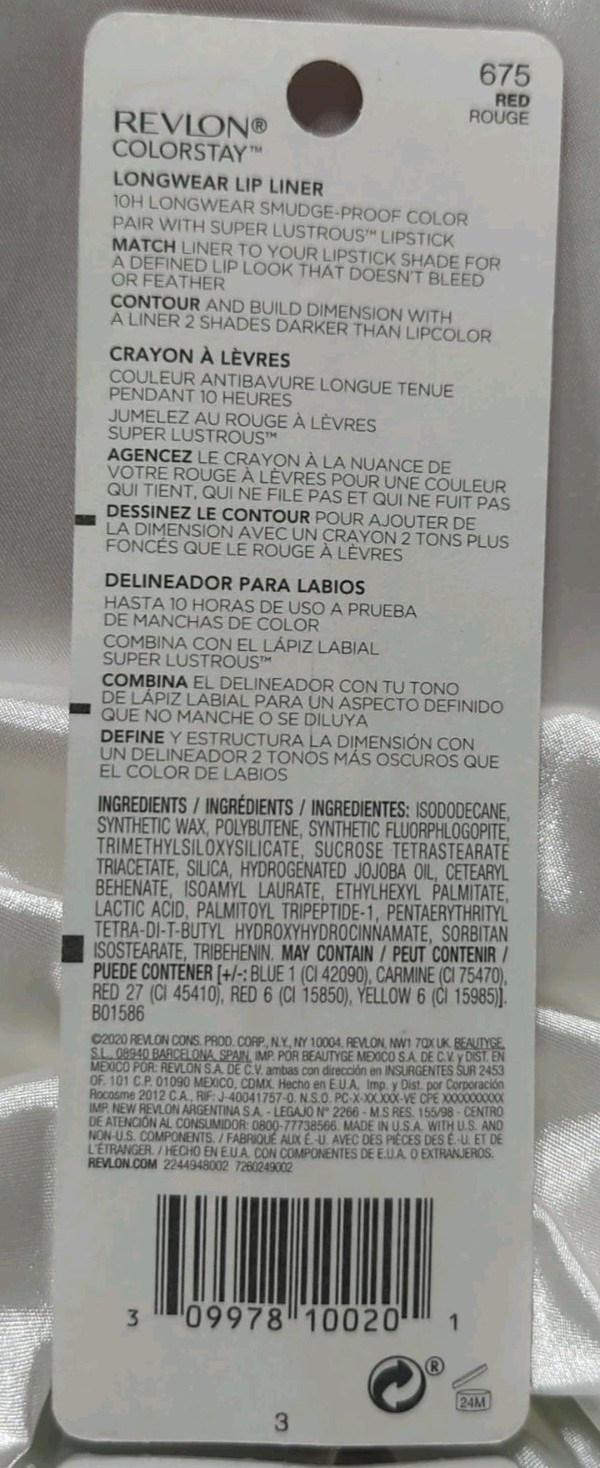 675
RED
ROUGE
REVLON®
COLORSTAY™
LONGWEAR LIP LINER
10H LONGWEAR SMUDGE-PROOF COLOR
PAIR WITH SUPER LUSTROUS™ LIPSTICK
MATCH LINER TO YOUR LIPSTICK SHADE FOR
A DEFINED LIP LOOK THAT DOESN'T BLEED
OR FEATHER
CONTOUR AND BUILD DIMENSION WITH
A LINER 2 SHADES DARKER THAN LIPCOLOR
CRAYON À LÈVRES
COULEUR ANTIBAVURE LONGUE TENUE
PENDANT 10 HEURES
JUMELEZ AU ROUGE À LÈVRES
SUPER LUSTROUS™
AGENCEZ LE CRAYON À LA NUANCE DE
VOTRE ROUGE À LÈVRES POUR UNE COULEUR
QUI TIENT, QUI NE FILE PAS ET QUI NE FUIT PAS
DESSINEZ LE CONTOUR POUR AJOUTER DE
LA DIMENSION AVEC UN CRAYON 2 TONS PLUS
FONCÉS QUE LE ROUGE À LÈVRES
DELINEADOR PARA LABIOS
HASTA 10 HORAS DE USO A PRUEBA
DE MANCHAS DE COLOR
COMBINA CON EL LÁPIZ LABIAL
SUPER LUSTROUS™
COMBINA EL DELINEADOR CON TU TONO
DE LÁPIZ LABIAL PARA UN ASPECTO DEFINIDO
QUE NO MANCHE O SE DILUYA
DEFINE Y ESTRUCTURA LA DIMENSIÓN CON
UN DELINEADOR 2 TONOS MÁS OSCUROS QUE
EL COLOR DE LABIOS
INGREDIENTS / INGRÉDIENTS / INGREDIENTES: ISODODECANE,
SYNTHETIC WAX, POLYBUTENE, SYNTHETIC FLUORPHLOGOPITE,
TRIMETHYLSILOXYSILICATE, SUCROSE TETRASTEARATE
TRIACETATE, SILICA, HYDROGENATED JOJOBA OIL, CETEARYL
BEHENATE, ISOAMYL LAURATE, ETHYLHEXYL PALMITATE,
LACTIC ACID, PALMITOYL TRIPEPTIDE-1, PENTAERYTHRITYL
TETRA-DI-T-BUTYL HYDROXYHYDROCINNAMATE, SORBITAN
ISOSTEARATE, TRIBEHENIN. MAY CONTAIN / PEUT CONTENIR /
PUEDE CONTENER [+/-: BLUE 1 (CI 42090), CARMINE (CI 75470),
RED 27 (CI 45410), RED 6 (CI 15850), YELLOW 6 (CI 15985)].
B01586
©2020 REVLON CONS. PROD. CORP., N.Y., NY 10004. REVLON, NW1 7QX UK. BEAUTYGE,
S.L., 08940 BARCELONA, SPAIN. IMP. POR BEAUTYGE MEXICO S.A. DE C.V. y DIST. EN
MEXICO POR: REVLON S.A. DE C.V. ambas con dirección en INSURGENTES SUR 2453
OF. 101 C.P. 01090 MEXICO, CDMX. Hecho en E.U.A. Imp. y Dist. por Corporación
Rocosme 2012 C.A., RIF: J-40041757-0. N.S.O. PC-X-XX.XXX-VE CPE XXXXXXXXXX
IMP. NEW REVLON ARGENTINA S.A. - LEGAJO N° 2266 - M.S RES. 155/98 - CENTRO
DE ATENCIÓN AL CONSUMIDOR: 0800-77738566. MADE IN U.S.A. WITH U.S. AND
NON-U.S. COMPONENTS. / FABRIQUÉ AUX É.-U. AVEC DES PIÈCES DES É.-U. ET DE
L'ÉTRANGER. / HECHO EN E.U.A. CON COMPONENTES DE E.U.A. O EXTRANJEROS.
REVLON.COM 2244948002 7260249002
3 09978 10020 1
®
24M
3